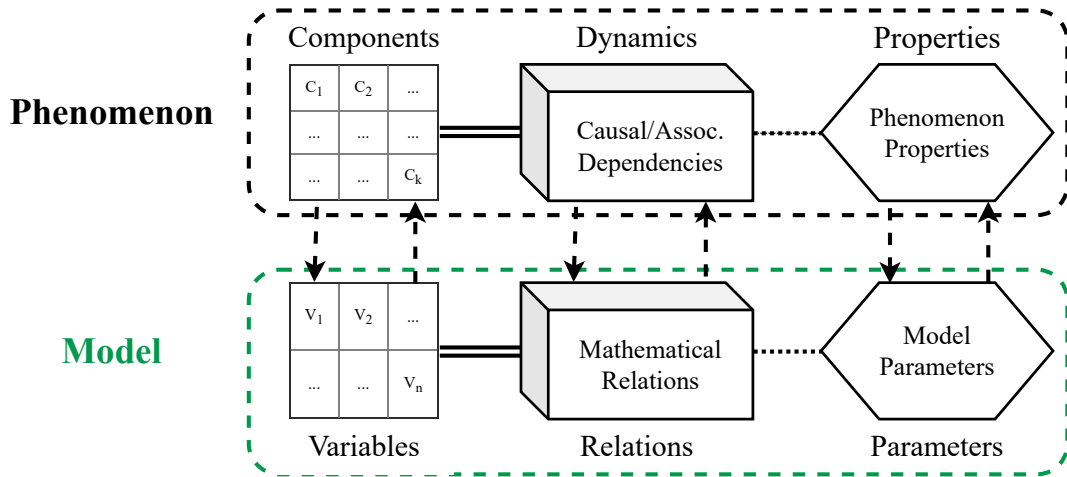 Components Dynamics Properties
Phenomenon
C1 C2 ...
... ... ...
... ... Ck
Causal/Assoc.
Dependencies
Phenomenon
Properties
Model
V1 V2 ...
... ... Vn
Mathematical
Relations
Model
Parameters
Variables Relations Parameters